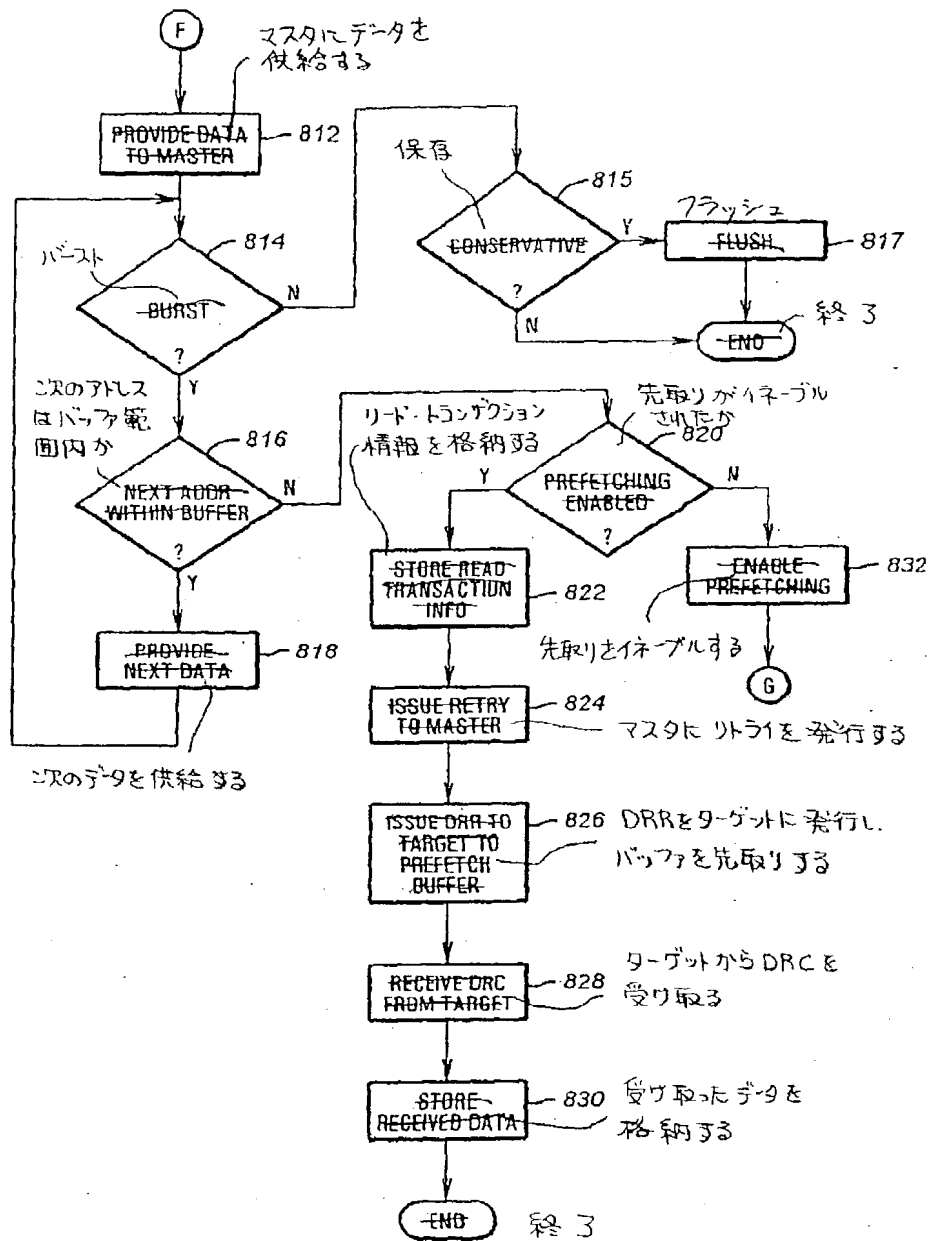 F
マスタにデータを
供給する
PROVIDE DATA
TO MASTER
812
保存
815
CONSERVATIVE
?
Y
N
フラッシュ
FLUSH
817
END
終了
バースト
814
BURST
?
N
Y
次のアドレス
はバッファ範
囲内か
816
NEXT ADDR
WITHIN BUFFER
?
N
Y
PROVIDE
NEXT DATA
818
次のデータを供給する
先取りがイネーブル
されたか
820
PREFETCHING
ENABLED
?
Y
N
リード・トランザクション
情報を格納する
STORE READ
TRANSACTION
INFO
822
ENABLE
PREFETCHING
832
先取りをイネーブルする
G
ISSUE RETRY
TO MASTER
824
マスタにリトライを発行する
ISSUE DRR TO
TARGET TO
PREFETCH
BUFFER
826
DRRをターゲットに発行し
バッファを先取りする
RECEIVE DRC
FROM TARGET
828
ターゲットからDRCを
受け取る
STORE
RECEIVED DATA
830
受け取ったデータを
格納する
END
終了